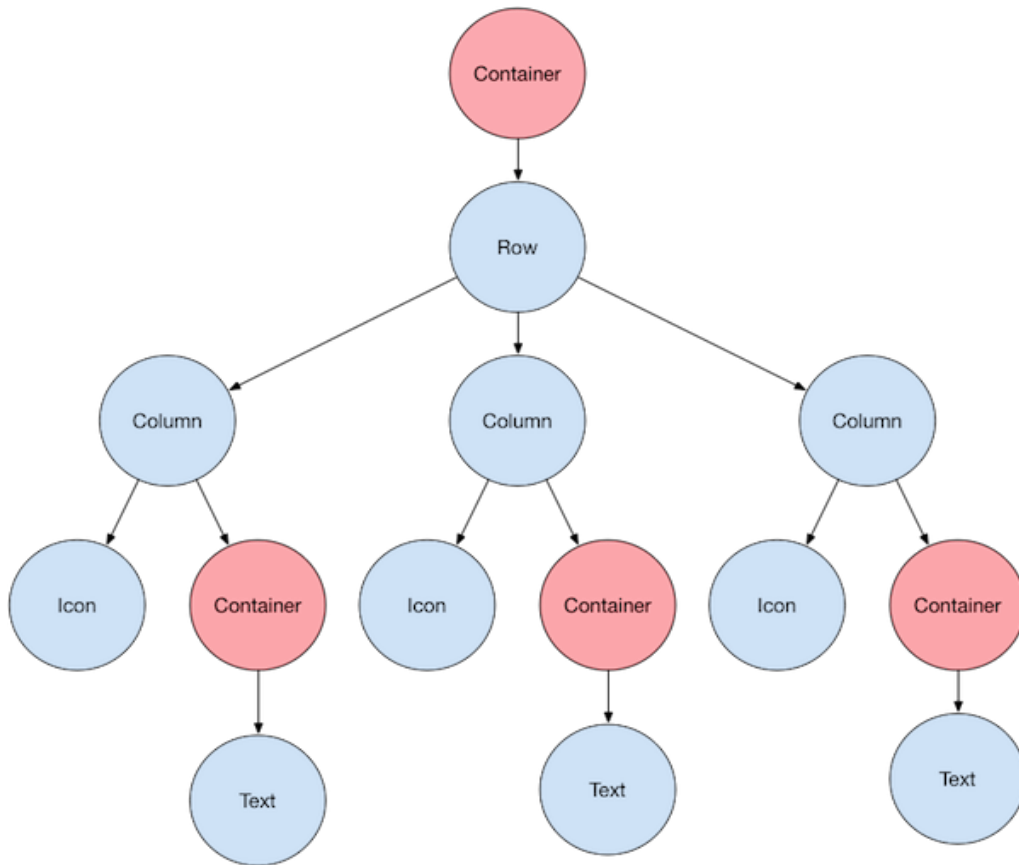 Container
Row
Column
Column
Column
Icon
Container
Icon
Container
Icon
Container
Text
Text
Text